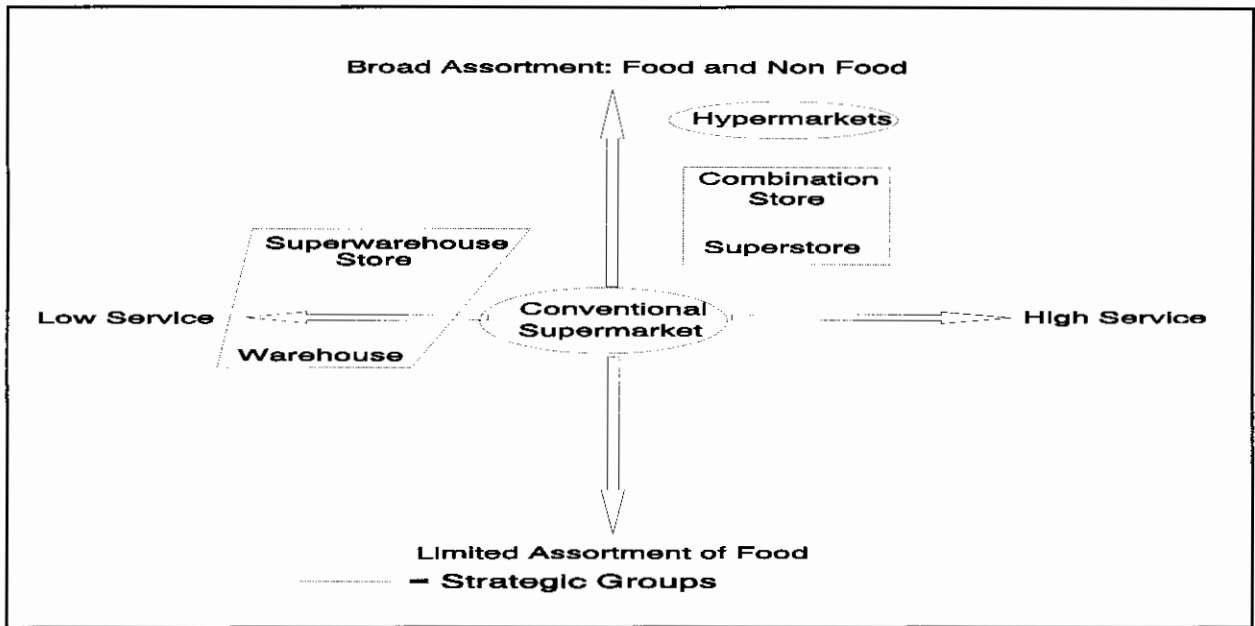 Broad Assortment: Food and Non Food
Hypermarkets
Combination
Store
Superstore
Superwarehouse
Store
Low Service
Conventional
Supermarket
High Service
Warehouse
Limited Assortment of Food
– Strategic Groups